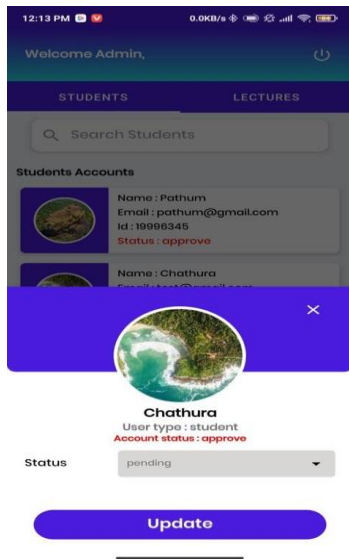 12:13 PM
0.0KB/s
Welcome Admin,
STUDENTS
LECTURES
Search Students
Students Accounts
Name : Pathum
Email : pathum@gmail.com
Id : 19996345
Status : approve
Name : Chathura
Chathura
User type : student
Account status : approve
Status
pending
Update